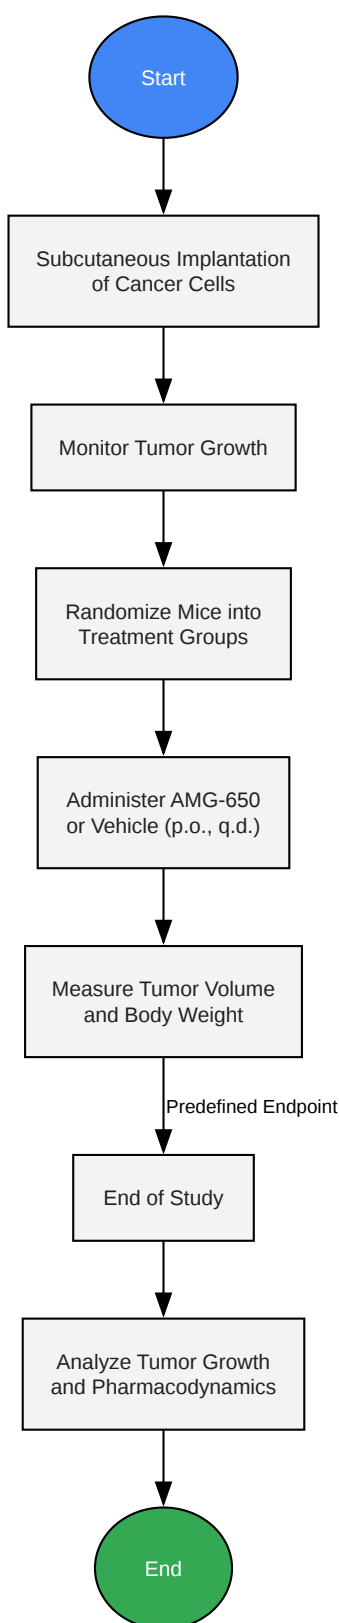 Start
Subcutaneous Implantation
of Cancer Cells
Monitor Tumor Growth
Randomize Mice into
Treatment Groups
Administer AMG-650
or Vehicle (p.o., q.d.)
Measure Tumor Volume
and Body Weight
Predefined Endpoint
End of Study
Analyze Tumor Growth
and Pharmacodynamics
End